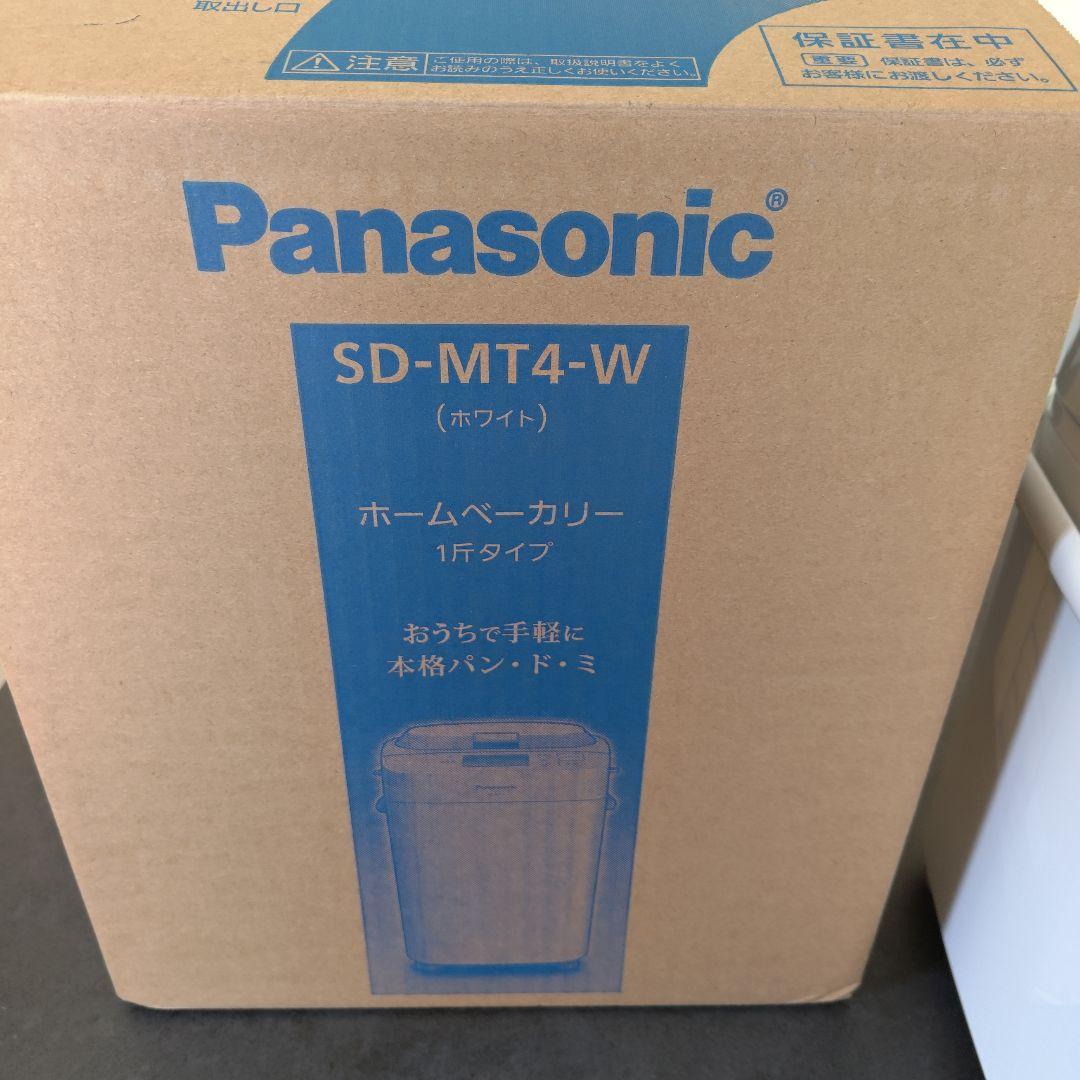 取出し口
注意
ご使用の際は、取扱説明書をよく
お読みのうえ正しくお使いください。
保証書在中
重要 保証書は、必ず
お客様にお渡しください。
Panasonic®
SD-MT4-W
(ホワイト)
ホームベーカリー
1斤タイプ
おうちで手軽に
本格パン・ド・ミ
Panasonic